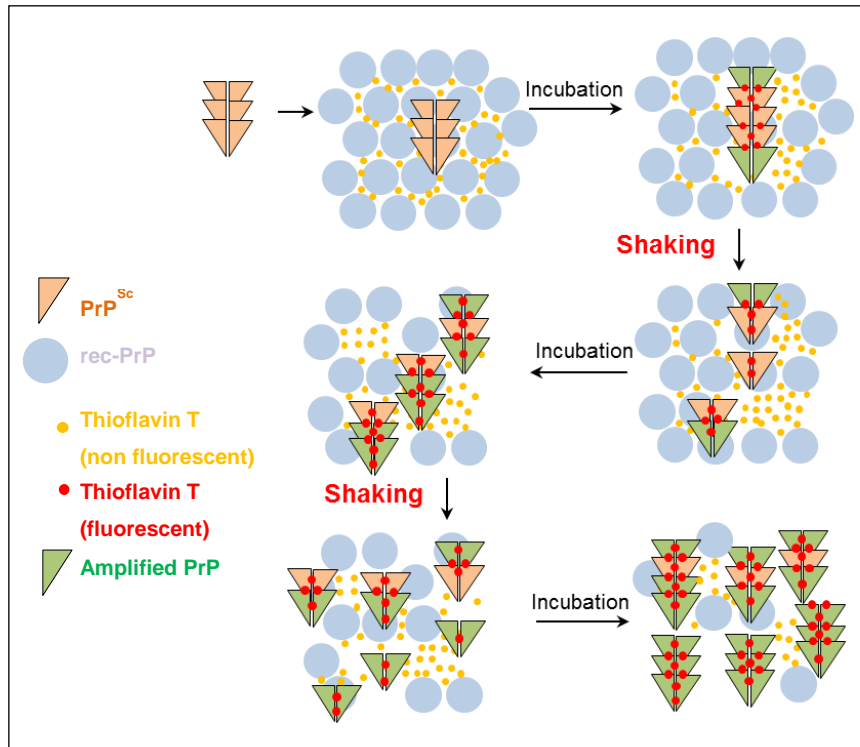 Incubation
Shaking
Incubation
PrP^Sc
rec-PrP
Thioflavin T
(non fluorescent)
Thioflavin T
(fluorescent)
Amplified PrP
Shaking
Incubation